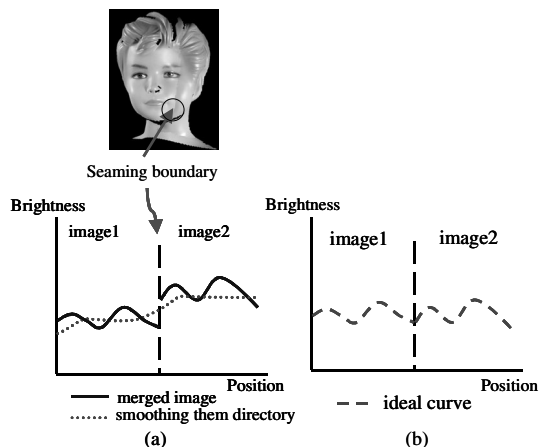 Seaming boundary
Brightness
image1
image2
Position
merged image
smoothing them directory
(a)
Brightness
image1
image2
Position
ideal curve
(b)